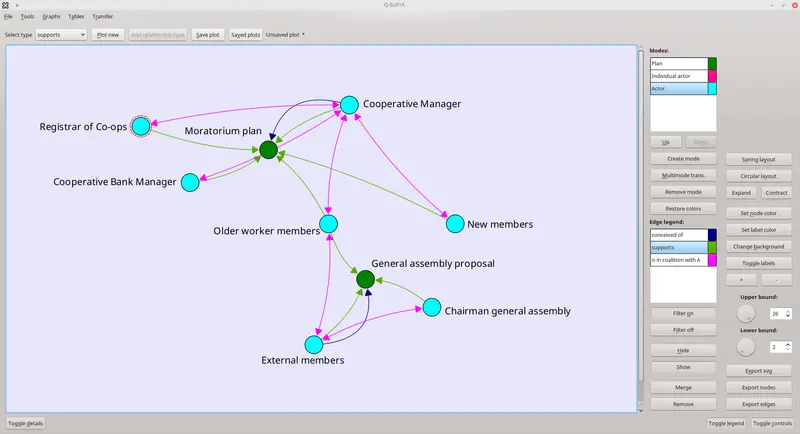 Q-SoPrA
File Tools Graphs Tables Transfer
Select type supports Plot new Add relationship type Save plot Saved plots Unsaved plot *
Cooperative Manager
Registrar of Co-ops
Moratorium plan
Cooperative Bank Manager
New members
Older worker members
General assembly proposal
Chairman general assembly
External members
Modes:
Plan
Individual actor
Actor
Up Down
Create mode
Multimode trans.
Remove mode
Restore colors
Edge legend:
conceived of
supports
is in coalition with A
Filter on
Filter off
Hide
Show
Merge
Remove
Spring layout
Circular layout
Expand Contract
Set node color
Set label color
Change background
Toggle labels
+ -
Upper bound:
26
Lower bound:
2
Export svg
Export nodes
Export edges
Toggle details Toggle legend Toggle controls